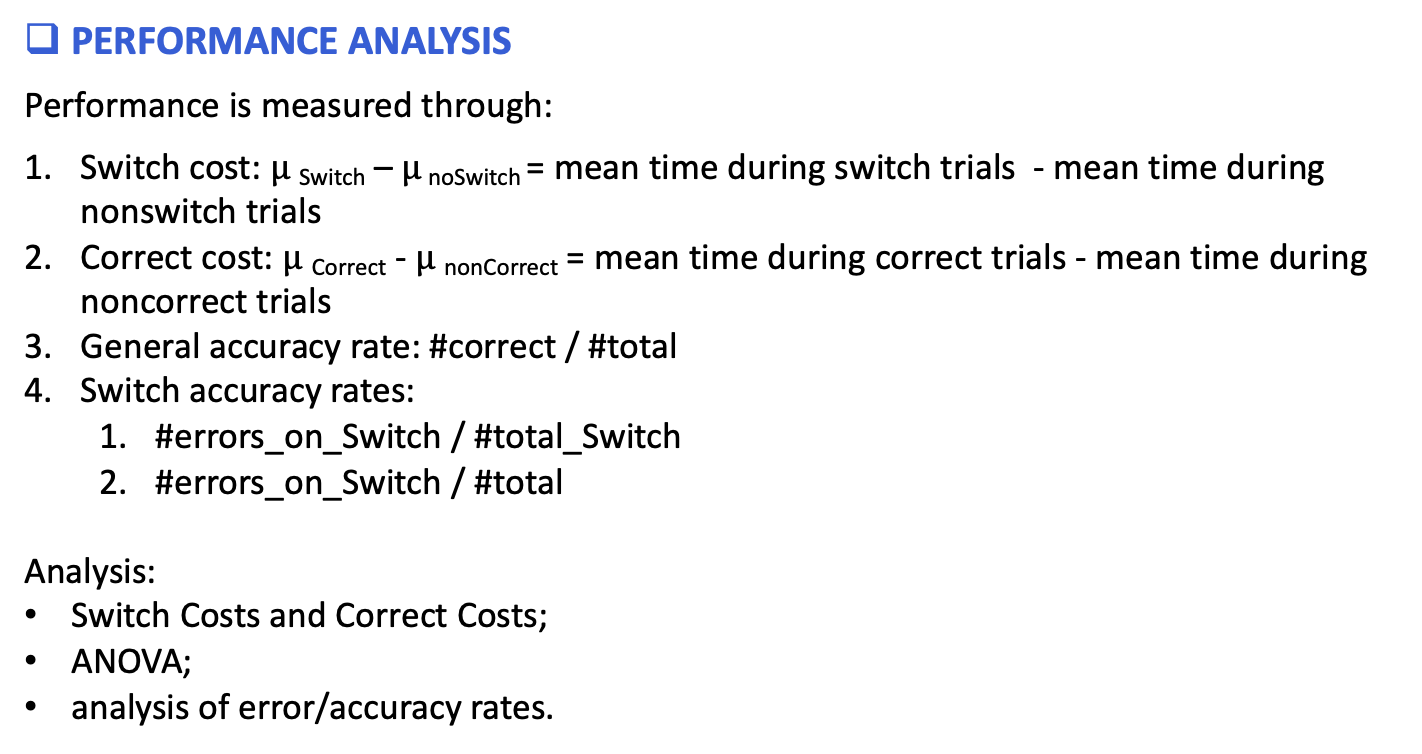 ❑ PERFORMANCE ANALYSIS
Performance is measured through:
1. Switch cost: μ Switch – μ noSwitch = mean time during switch trials - mean time during
nonswitch trials
2. Correct cost: μ Correct - μ nonCorrect = mean time during correct trials - mean time during
noncorrect trials
3. General accuracy rate: #correct / #total
4. Switch accuracy rates:
1. #errors_on_Switch / #total_Switch
2. #errors_on_Switch / #total
Analysis:
• Switch Costs and Correct Costs;
• ANOVA;
• analysis of error/accuracy rates.